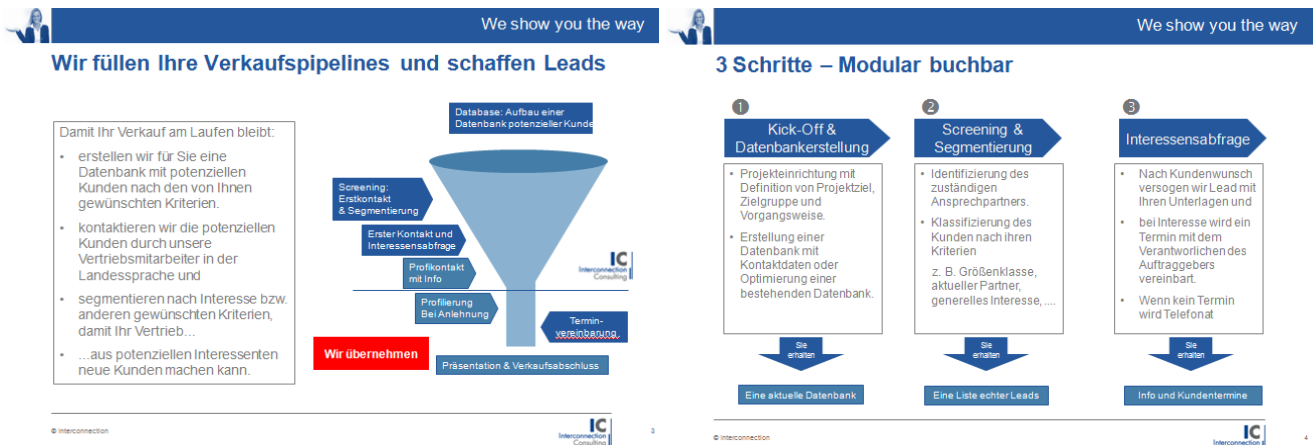 We show you the way
Wir füllen Ihre Verkaufspipelines und schaffen Leads
Damit Ihr Verkauf am Laufen bleibt:
• erstellen wir für Sie eine
Datenbank mit potenziellen
Kunden nach den von Ihnen
gewünschten Kriterien.
• kontaktieren wir die potenziellen
Kunden durch unsere
Vertriebsmitarbeiter in der
Landessprache und
• segmentieren nach Interesse bzw.
anderen gewünschten Kriterien,
damit Ihr Vertrieb...
• ...aus potenziellen Interessenten
neue Kunden machen kann.
Database: Aufbau einer
Datenbank potenzieller Kunde
Screening:
Erstkontakt
& Segmentierung
Erster Kontakt und
Interessensabfrage
Profikontakt
mit Info
Profilierung
Bei Anlehnung
Termin-
vereinbarung
Wir übernehmen
Präsentation & Verkaufsabschluss
IC
Interconnection
Consulting
© Interconnection
IC
Interconnection
Consulting
3
We show you the way
3 Schritte – Modular buchbar
1
Kick-Off &
Datenbankerstellung
• Projekteinrichtung mit
Definition von Projektziel,
Zielgruppe und
Vorgangsweise.
• Erstellung einer
Datenbank mit
Kontaktdaten oder
Optimierung einer
bestehenden Datenbank.
Sie
erhalten
Eine aktuelle Datenbank
2
Screening &
Segmentierung
• Identifizierung des
zuständigen
Ansprechpartners.
• Klassifizierung des
Kunden nach ihren
Kriterien
z. B. Größenklasse,
aktueller Partner,
generelles Interesse, ....
Sie
erhalten
Eine Liste echter Leads
3
Interessensabfrage
• Nach Kundenwunsch
versogen wir Lead mit
Ihren Unterlagen und
• bei Interesse wird ein
Termin mit dem
Verantworlichen des
Auftraggebers
vereinbart.
• Wenn kein Termin
wird Telefonat
Sie
erhalten
Info und Kundentermine
© Interconnection
IC
Interconnection
Consulting
4